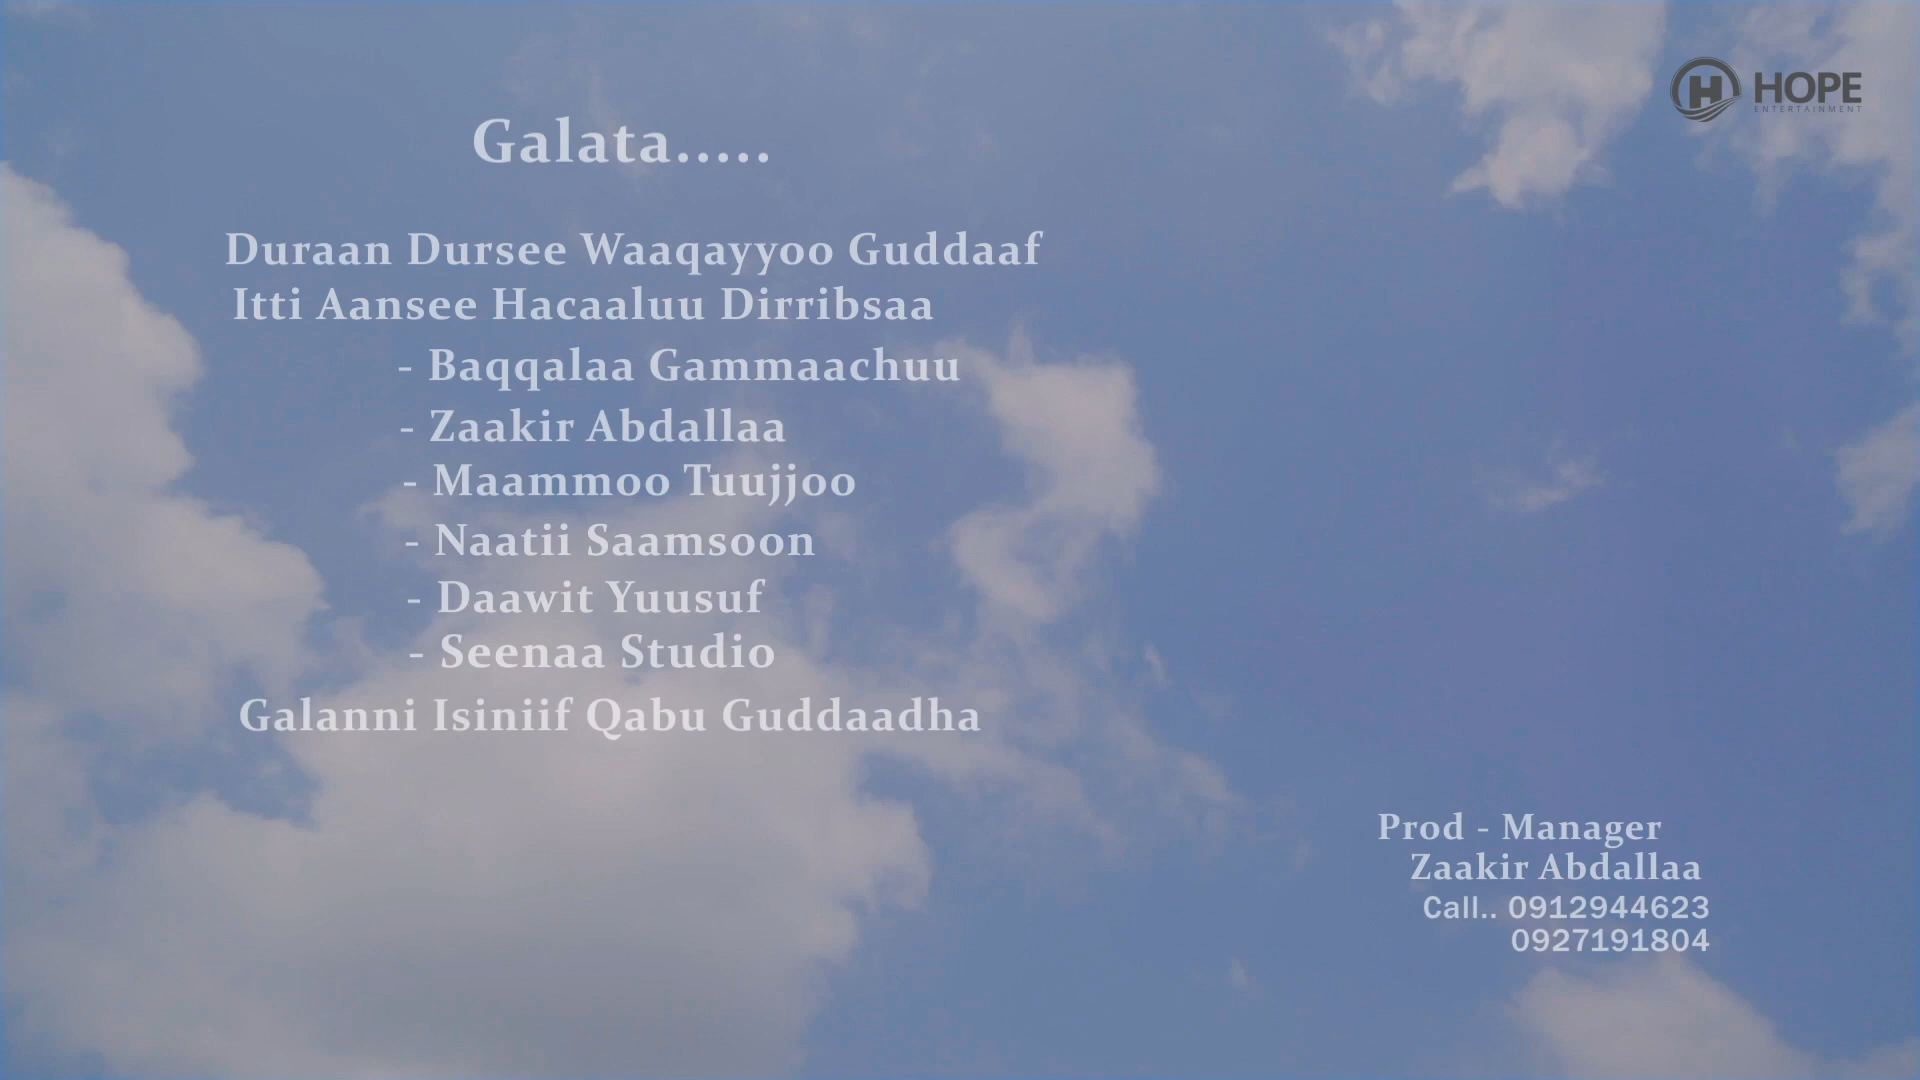 HOPE
ENTERTAINMENT
Galata.....
Duraan Dursee Waaqayyoo Guddaaf
Itti Aansee Hacaaluu Dirribsaa
- Baqqalaa Gammaachuu
- Zaakir Abdallaa
- Maammoo Tuujjoo
- Naatii Saamsoon
- Daawit Yuusuf
- Seenaa Studio
Galanni Isiniif Qabu Guddaadha
Prod - Manager
Zaakir Abdallaa
Call.. 0912944623
0927191804